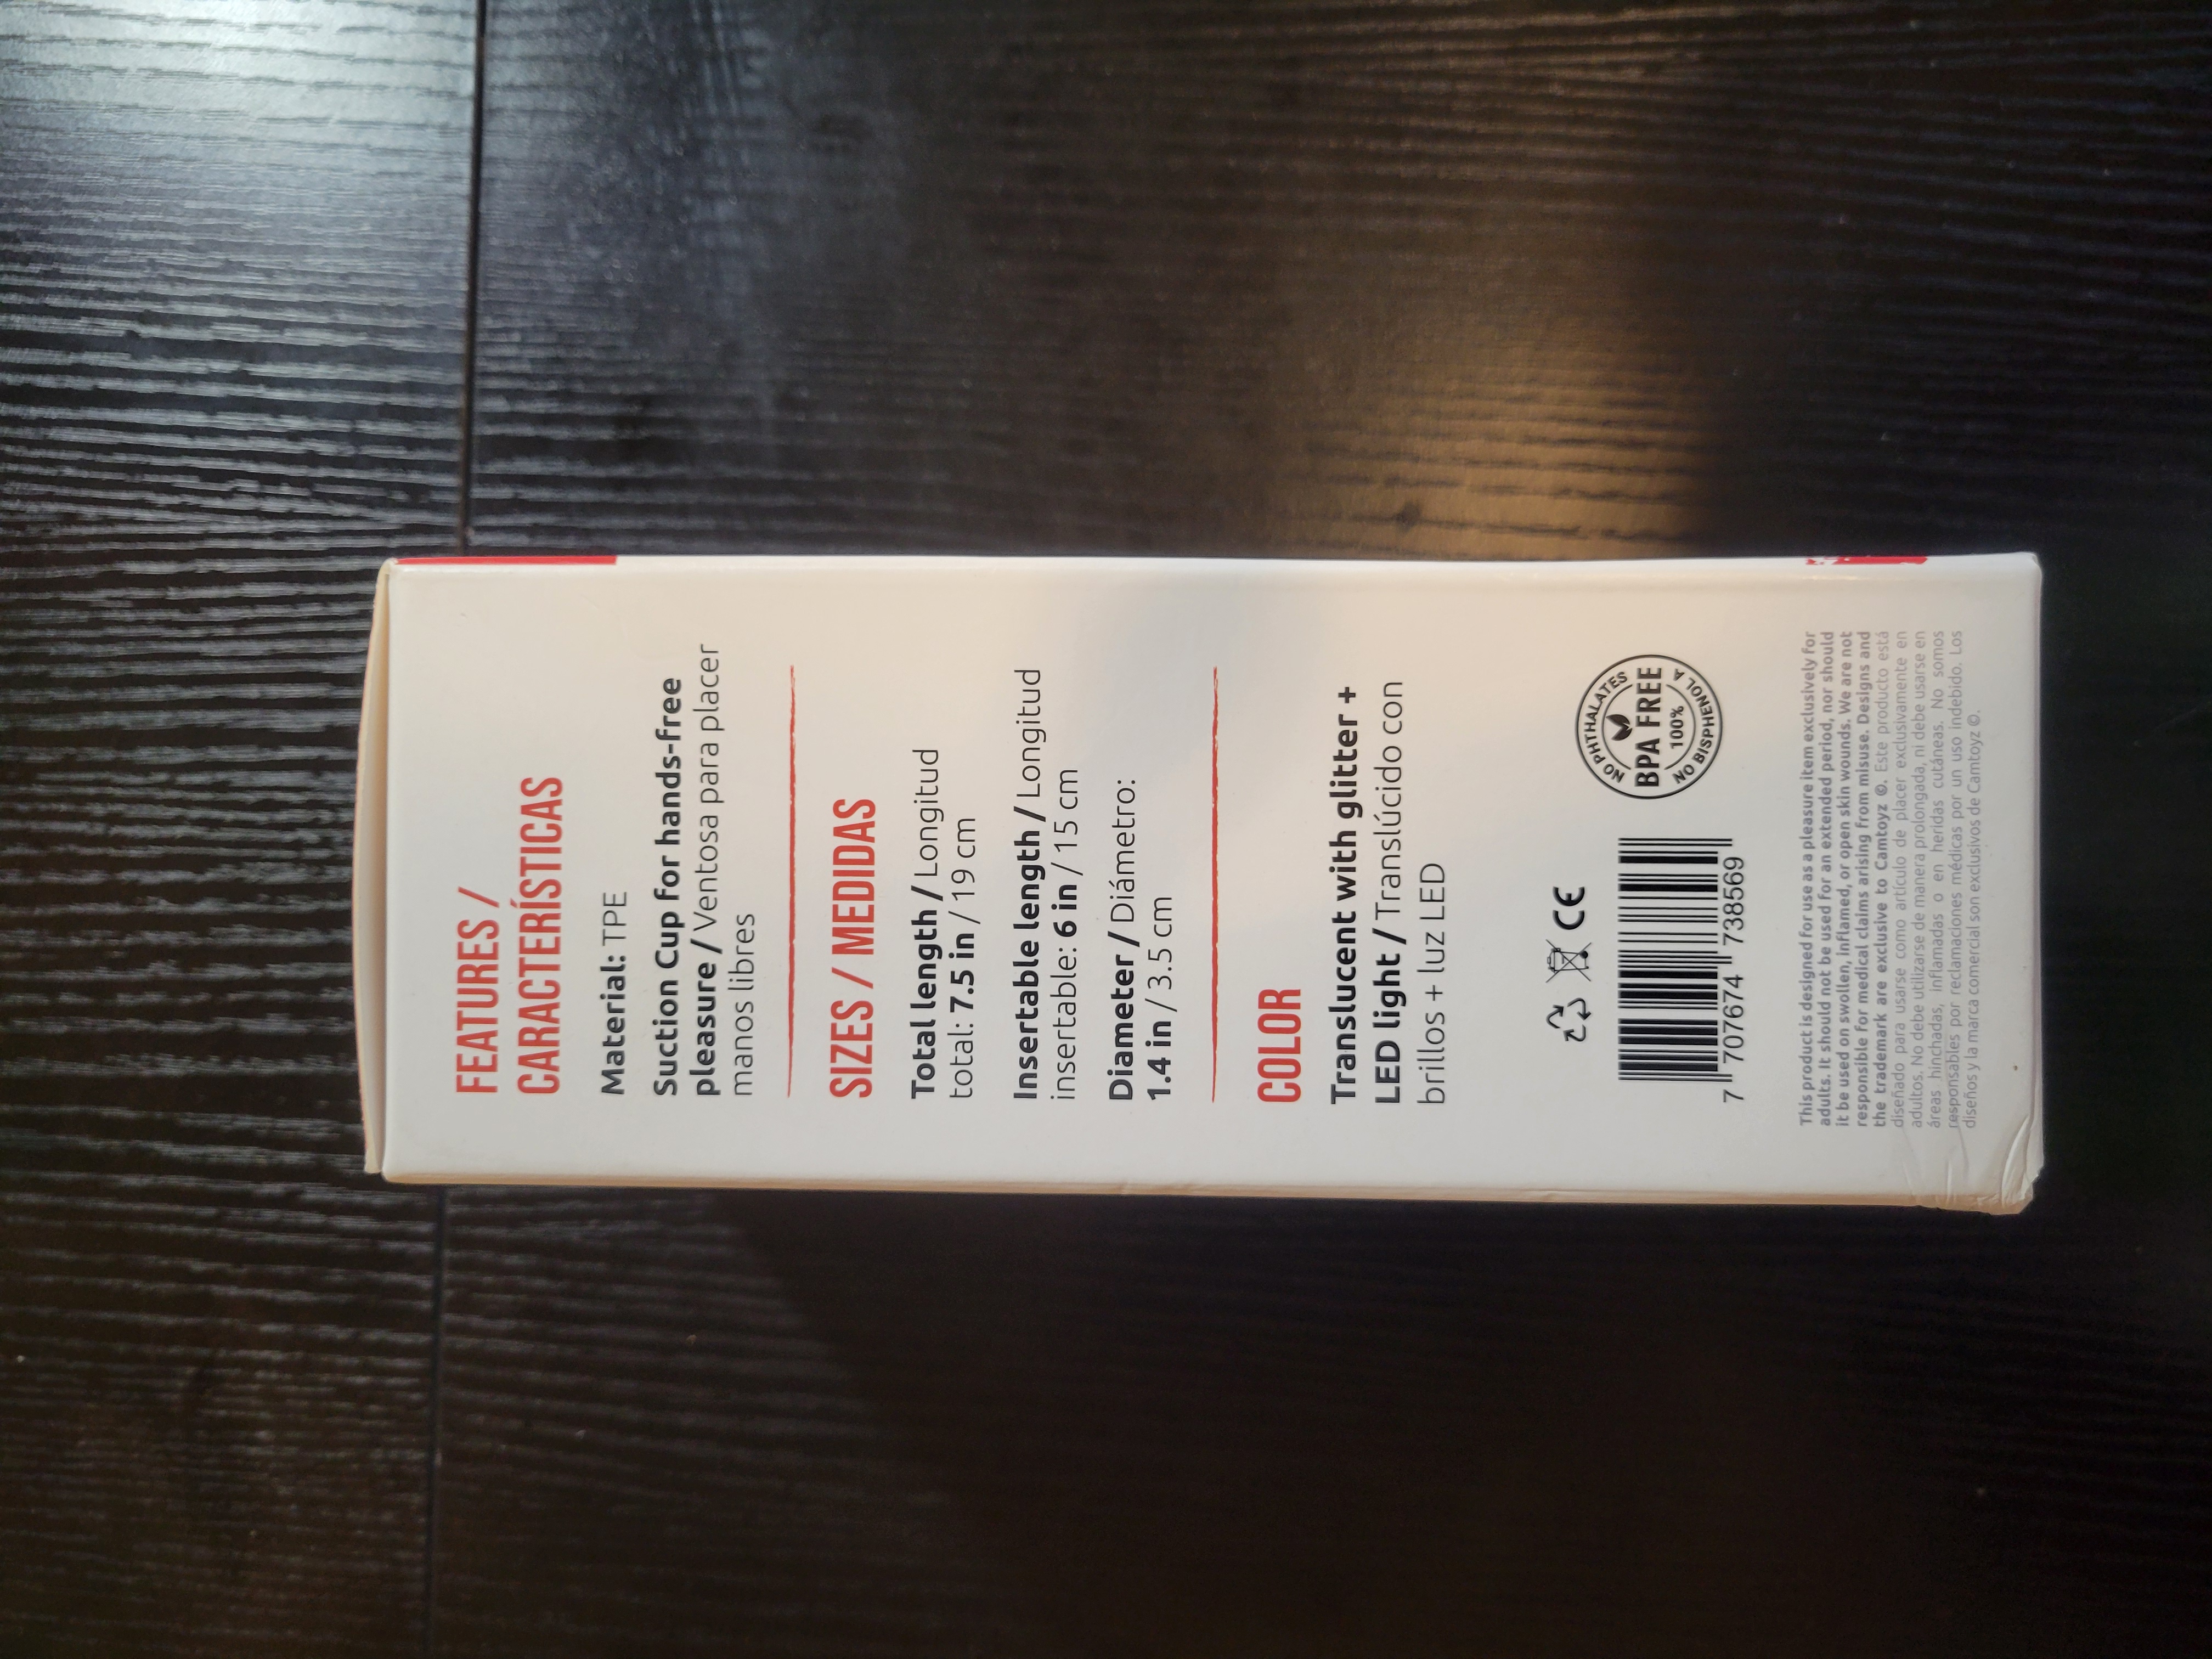 FEATURES /
CARACTERÍSTICAS
Material: TPE
Suction Cup for hands-free
pleasure / Ventosa para placer
manos libres
SIZES / MEDIDAS
Total length / Longitud
total: 7.5 in / 19 cm
Insertable length / Longitud
insertable: 6 in / 15 cm
Diameter / Diámetro:
1.4 in / 3.5 cm
COLOR
Translucent with glitter +
LED light / Translúcido con
brillos + luz LED
CE
NO PHTHALATES
BPA FREE
100%
NO BISPHENOL A
7 707674 738569
This product is designed for use as a pleasure item exclusively for
adults. It should not be used for an extended period, nor should
it be used on swollen, inflamed, or open skin wounds. We are not
responsible for medical claims arising from misuse. Designs and
the trademark are exclusive to Camtoyz ©. Este producto está
diseñado para usarse como artículo de placer exclusivamente en
adultos. No debe utilizarse de manera prolongada, ni debe usarse en
áreas hinchadas, inflamadas o en heridas cutáneas. No somos
responsables por reclamaciones médicas por un uso indebido. Los
diseños y la marca comercial son exclusivos de Camtoyz ©.